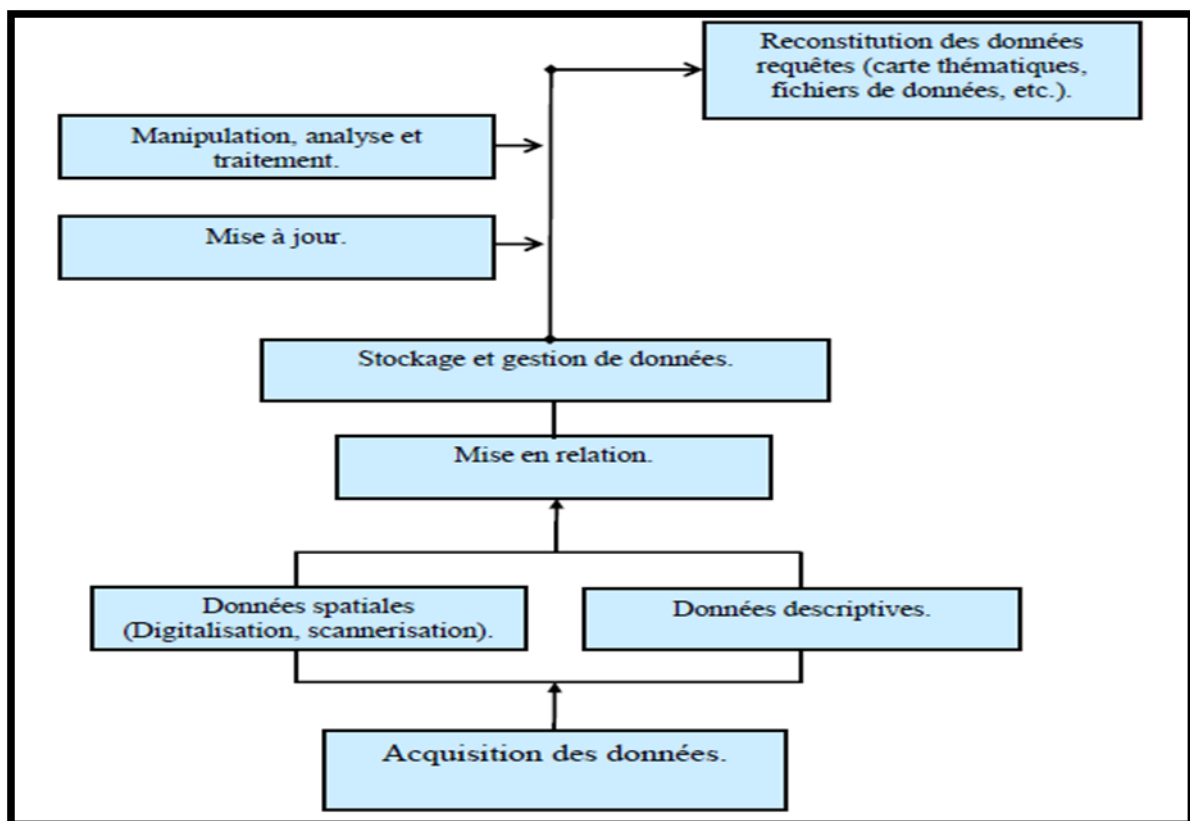 Reconstitution des données
requêtes (carte thématiques,
fichiers de données, etc.).
Manipulation, analyse et
traitement.
Mise à jour.
Stockage et gestion de données.
Mise en relation.
Données spatiales
(Digitalisation, scannerisation).
Données descriptives.
Acquisition des données.